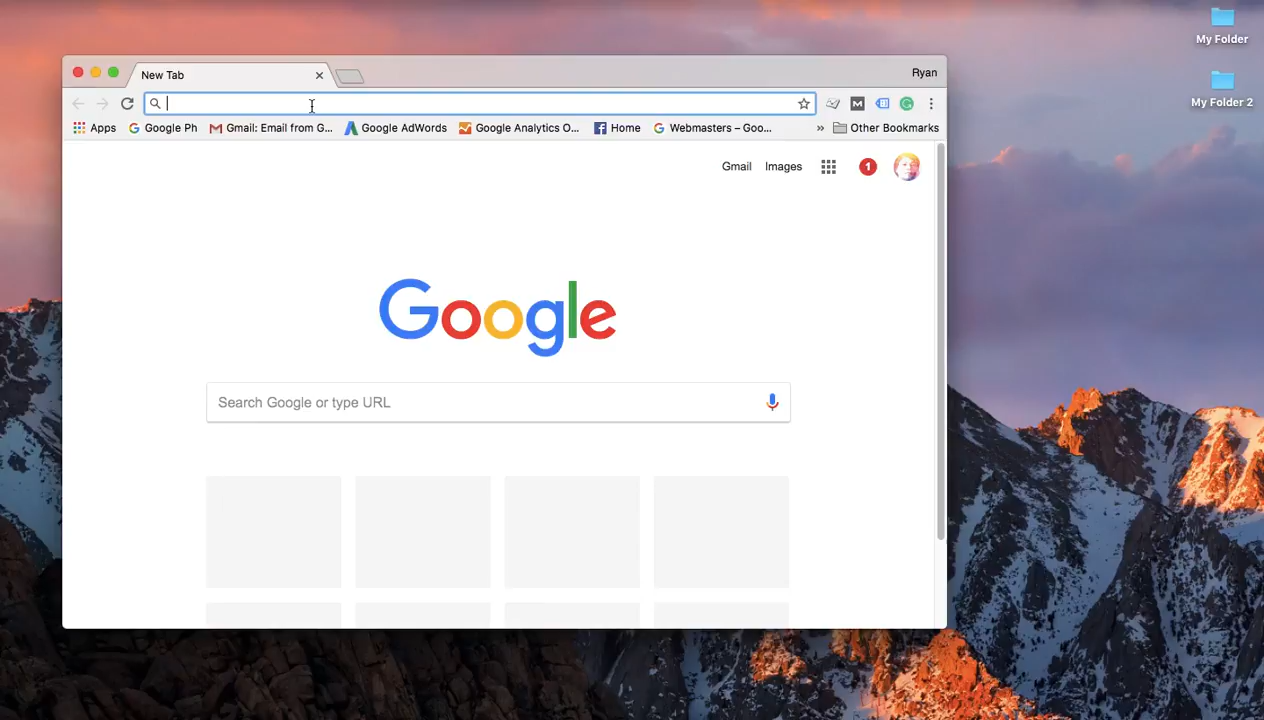 New Tab
Ryan
Apps
Google Ph
Gmail: Email from G...
Google AdWords
Google Analytics O...
Home
Webmasters – Goo...
»
Other Bookmarks
Gmail
Images
1
Google
Search Google or type URL
My Folder
My Folder 2